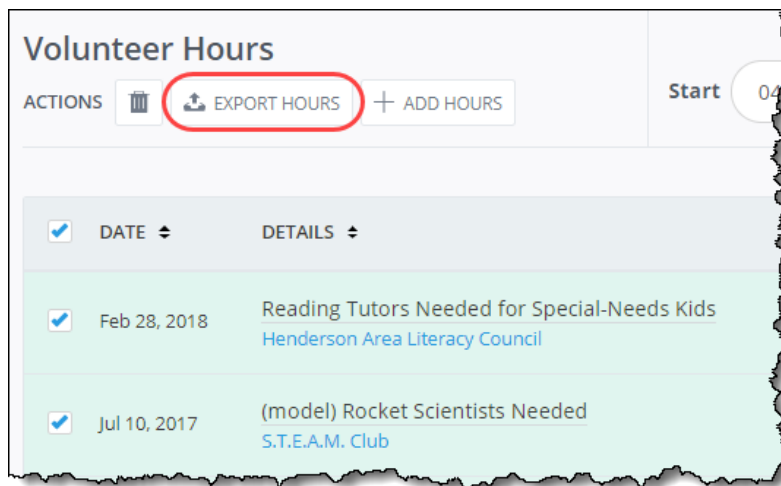 Volunteer Hours
ACTIONS EXPORT HOURS + ADD HOURS
Start 04
DATE DETAILS
Feb 28, 2018 Reading Tutors Needed for Special-Needs Kids
Henderson Area Literacy Council
Jul 10, 2017 (model) Rocket Scientists Needed
S.T.E.A.M. Club